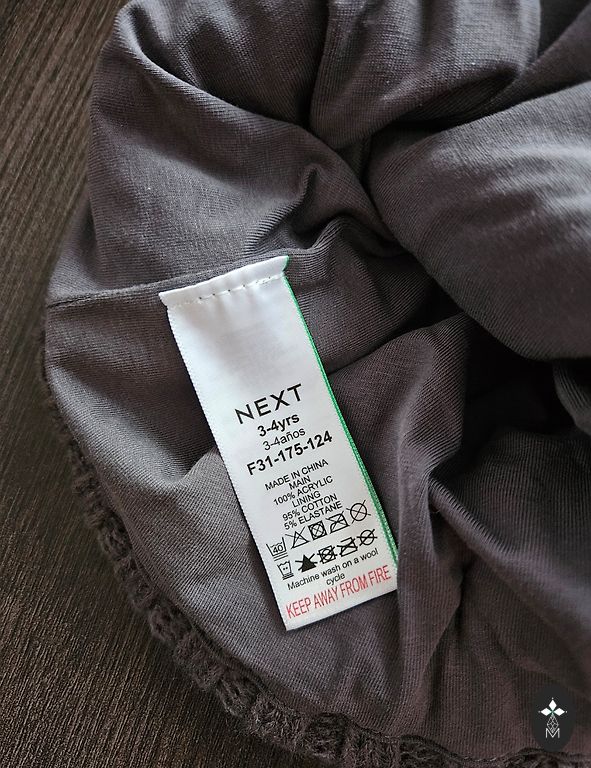 NEXT
3-4yrs
3-4años
F31-175-124
MADE IN CHINA
MAIN
100% ACRYLIC
LINING
95% COTTON
5% ELASTANE
40
Machine wash on a wool
cycle
KEEP AWAY FROM FIRE
M